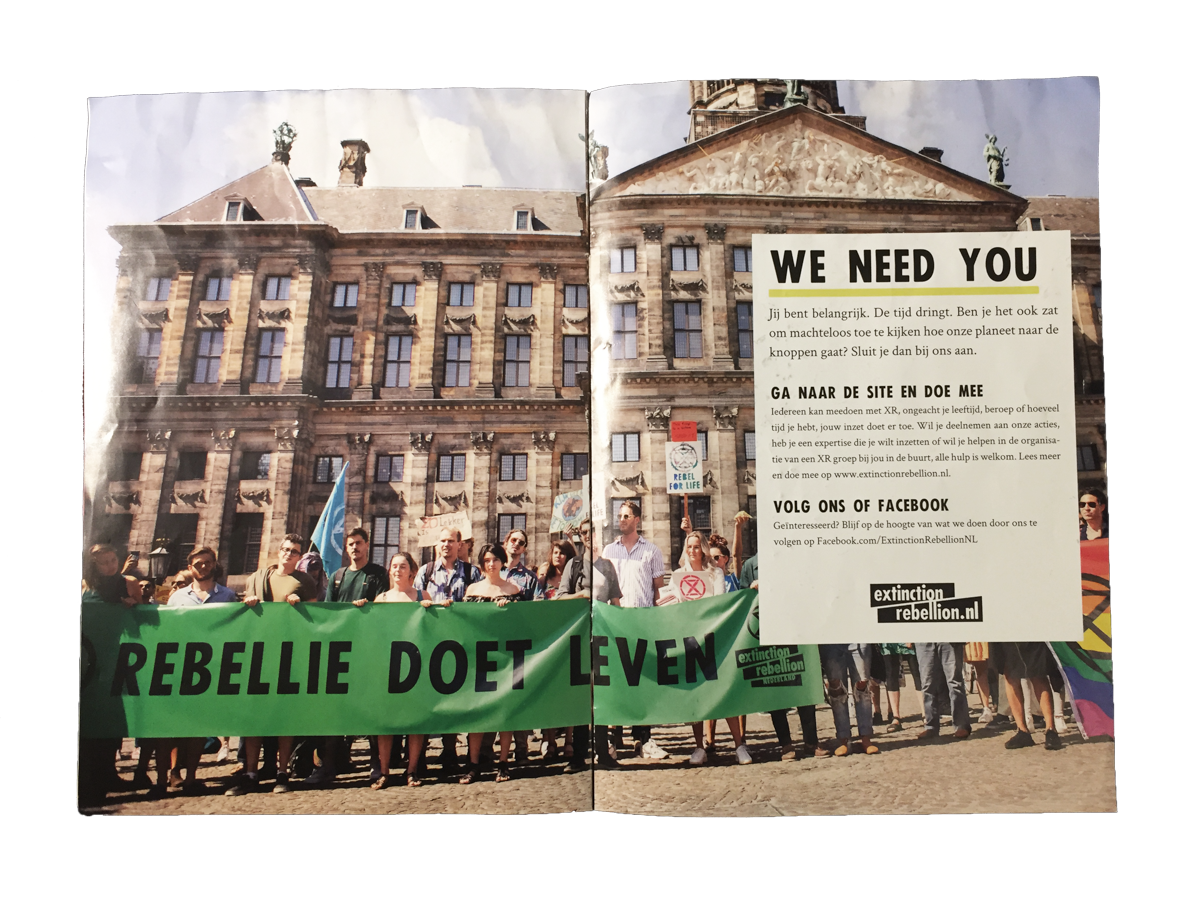 WE NEED YOU
Jij bent belangrijk. De tijd dringt. Ben je het ook zat
om machteloos toe te kijken hoe onze planeet naar de
knoppen gaat? Sluit je dan bij ons aan.
GA NAAR DE SITE EN DOE MEE
Iedereen kan meedoen met XR, ongeacht je leeftijd, beroep of hoeveel
tijd je hebt, jouw inzet doet er toe. Wil je deelnemen aan onze acties,
heb je een expertise die je wilt inzetten of wil je helpen in de organisa-
tie van een XR groep bij jou in de buurt, alle hulp is welkom. Lees meer
en doe mee op www.extinctionrebellion.nl.
VOLG ONS OF FACEBOOK
Geïnteresseerd? Blijf op de hoogte van wat we doen door ons te
volgen op Facebook.com/ExtinctionRebellionNL
extinction
rebellion.nl
REBEL
FOR LIFE
REBELLIE DOET LEVEN
extinction
rebellion
NEDERLAND